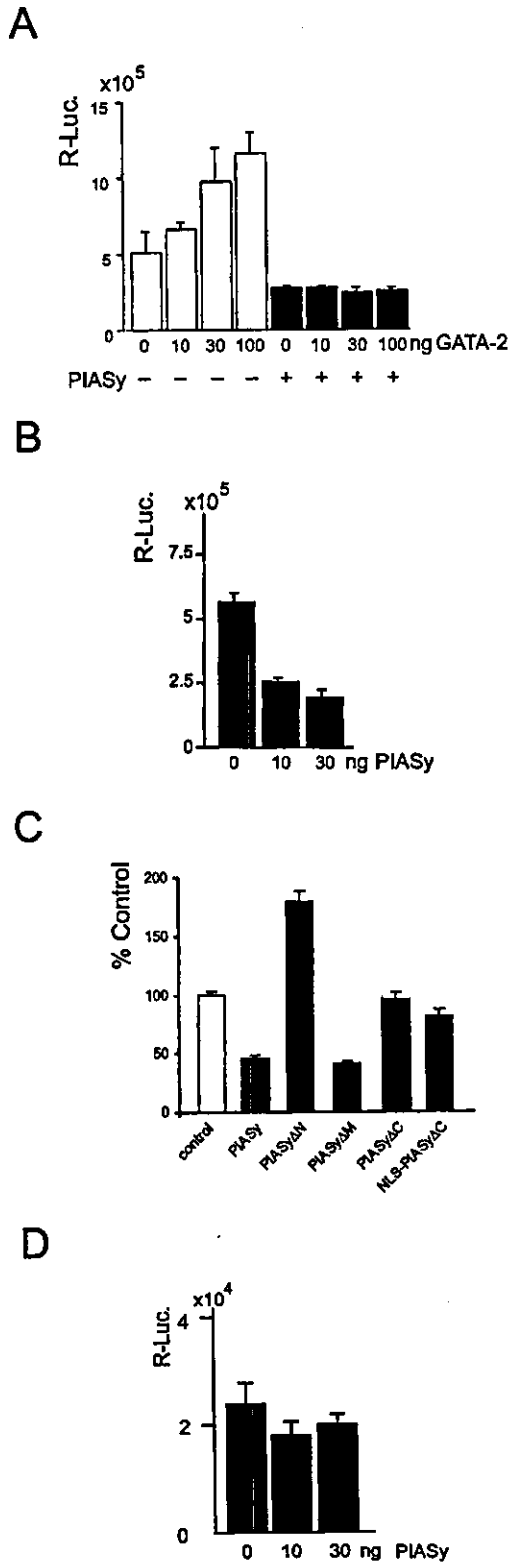 A
x10^5
R-Luc.
15
10
5
0
0 10 30 100 0 10 30 100 ng GATA-2
PIASy − − − − + + + +
B
x10^5
R-Luc.
7.5
5
2.5
0
0 10 30 ng PIASy
C
% Control
200
150
100
50
0
control PIASy PIASyΔN PIASyΔM PIASyΔC NLS-PIASyΔC
D
x10^4
R-Luc.
4
2
0
0 10 30 ng PIASy